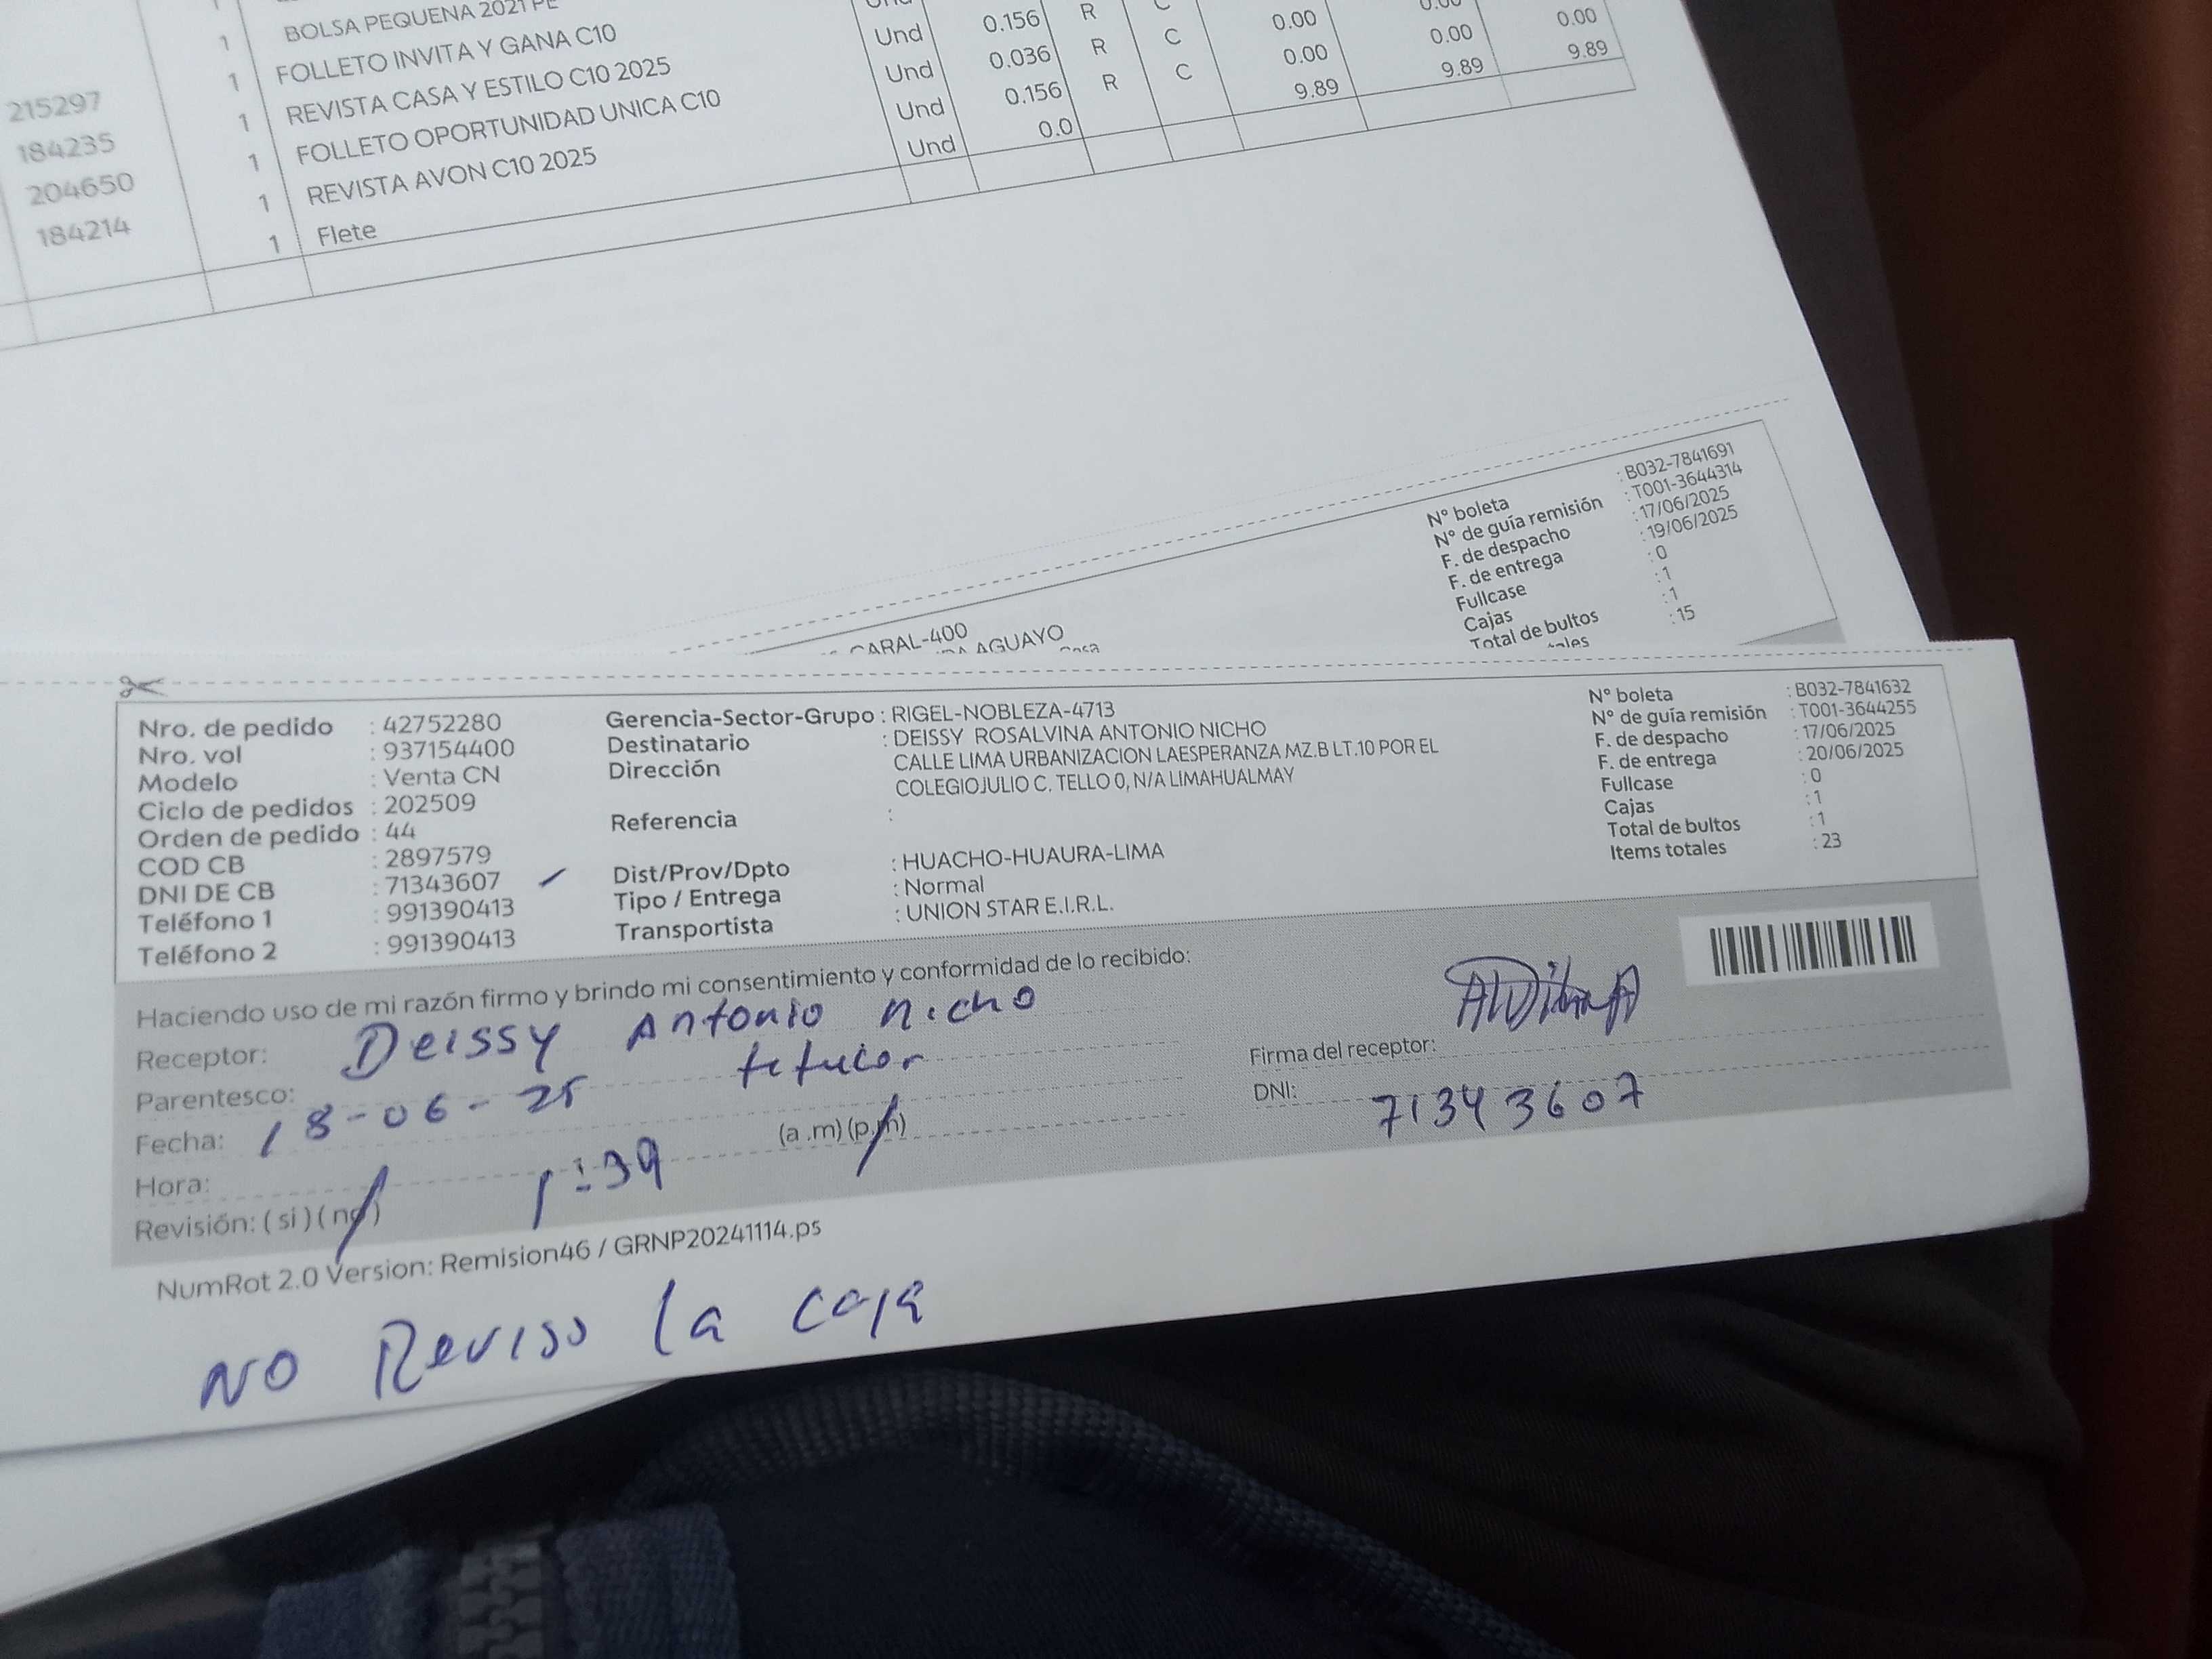 1 BOLSA PEQUENA 2021 PE Und 0.156 R C 0.00 0.00 0.00
215297 1 FOLLETO INVITA Y GANA C10 Und 0.036 R C 0.00 0.00 9.89
184235 1 REVISTA CASA Y ESTILO C10 2025 Und 0.156 R C 9.89 9.89
204650 1 FOLLETO OPORTUNIDAD UNICA C10 Und 0.0
184214 1 REVISTA AVON C10 2025
1 Flete
N° boleta : B032-7841691
N° de guía remisión : T001-3644314
F. de despacho : 17/06/2025
F. de entrega : 19/06/2025
Fullcase : 0
Cajas : 1
Total de bultos : 1
: 15
CARAL-400
AGUAYO
Nro. de pedido : 42752280
Nro. vol : 937154400
Modelo : Venta CN
Ciclo de pedidos : 202509
Orden de pedido : 44
COD CB : 2897579
DNI DE CB : 71343607
Teléfono 1 : 991390413
Teléfono 2 : 991390413
Gerencia-Sector-Grupo : RIGEL-NOBLEZA-4713
Destinatario : DEISSY ROSALVINA ANTONIO NICHO
Dirección CALLE LIMA URBANIZACION LAESPERANZA MZ.B LT.10 POR EL
COLEGIOJULIO C. TELLO 0, N/A LIMAHUALMAY
Referencia :
Dist/Prov/Dpto : HUACHO-HUAURA-LIMA
Tipo / Entrega : Normal
Transportista : UNION STAR E.I.R.L.
N° boleta : B032-7841632
N° de guía remisión : T001-3644255
F. de despacho : 17/06/2025
F. de entrega : 20/06/2025
Fullcase : 0
Cajas : 1
Total de bultos : 1
Items totales : 23
Haciendo uso de mi razón firmo y brindo mi consentimiento y conformidad de lo recibido:
Receptor: Deissy Antonio Nicho
Parentesco: titular
Fecha: 18-06-25
Hora: 1:39 (a .m) (p.m)
Revisión: ( si ) ( no )
Firma del receptor:
DNI: 71343607
NumRot 2.0 Version: Remision46 / GRNP20241114.ps
NO Reviso la caja